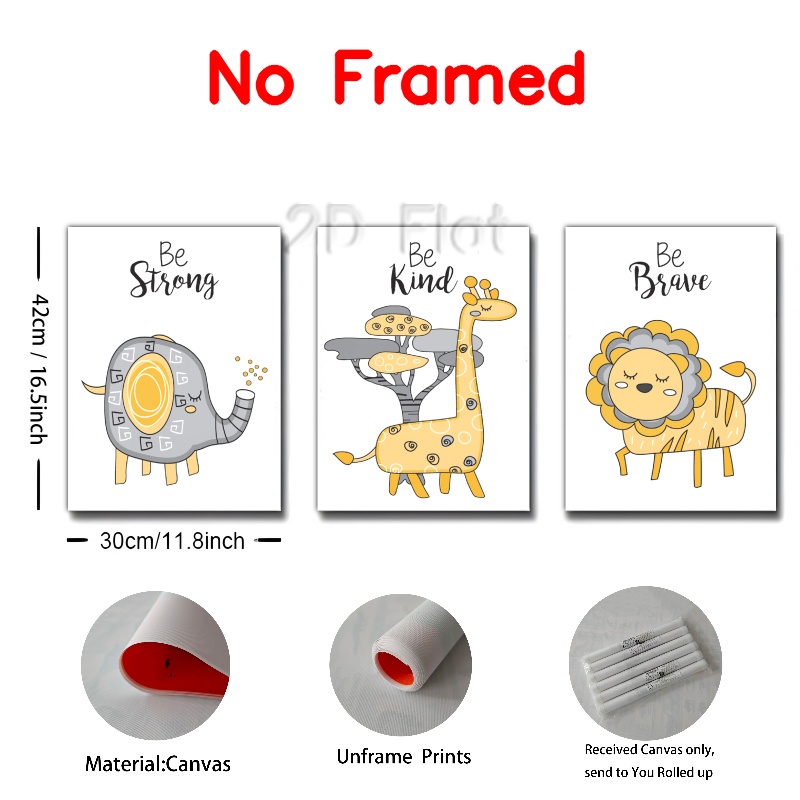 No Framed
2D Flat
Be
Strong
Be
Kind
Be
Brave
42cm / 16.5inch
30cm/11.8inch
Material:Canvas
Unframe Prints
Received Canvas only,
send to You Rolled up